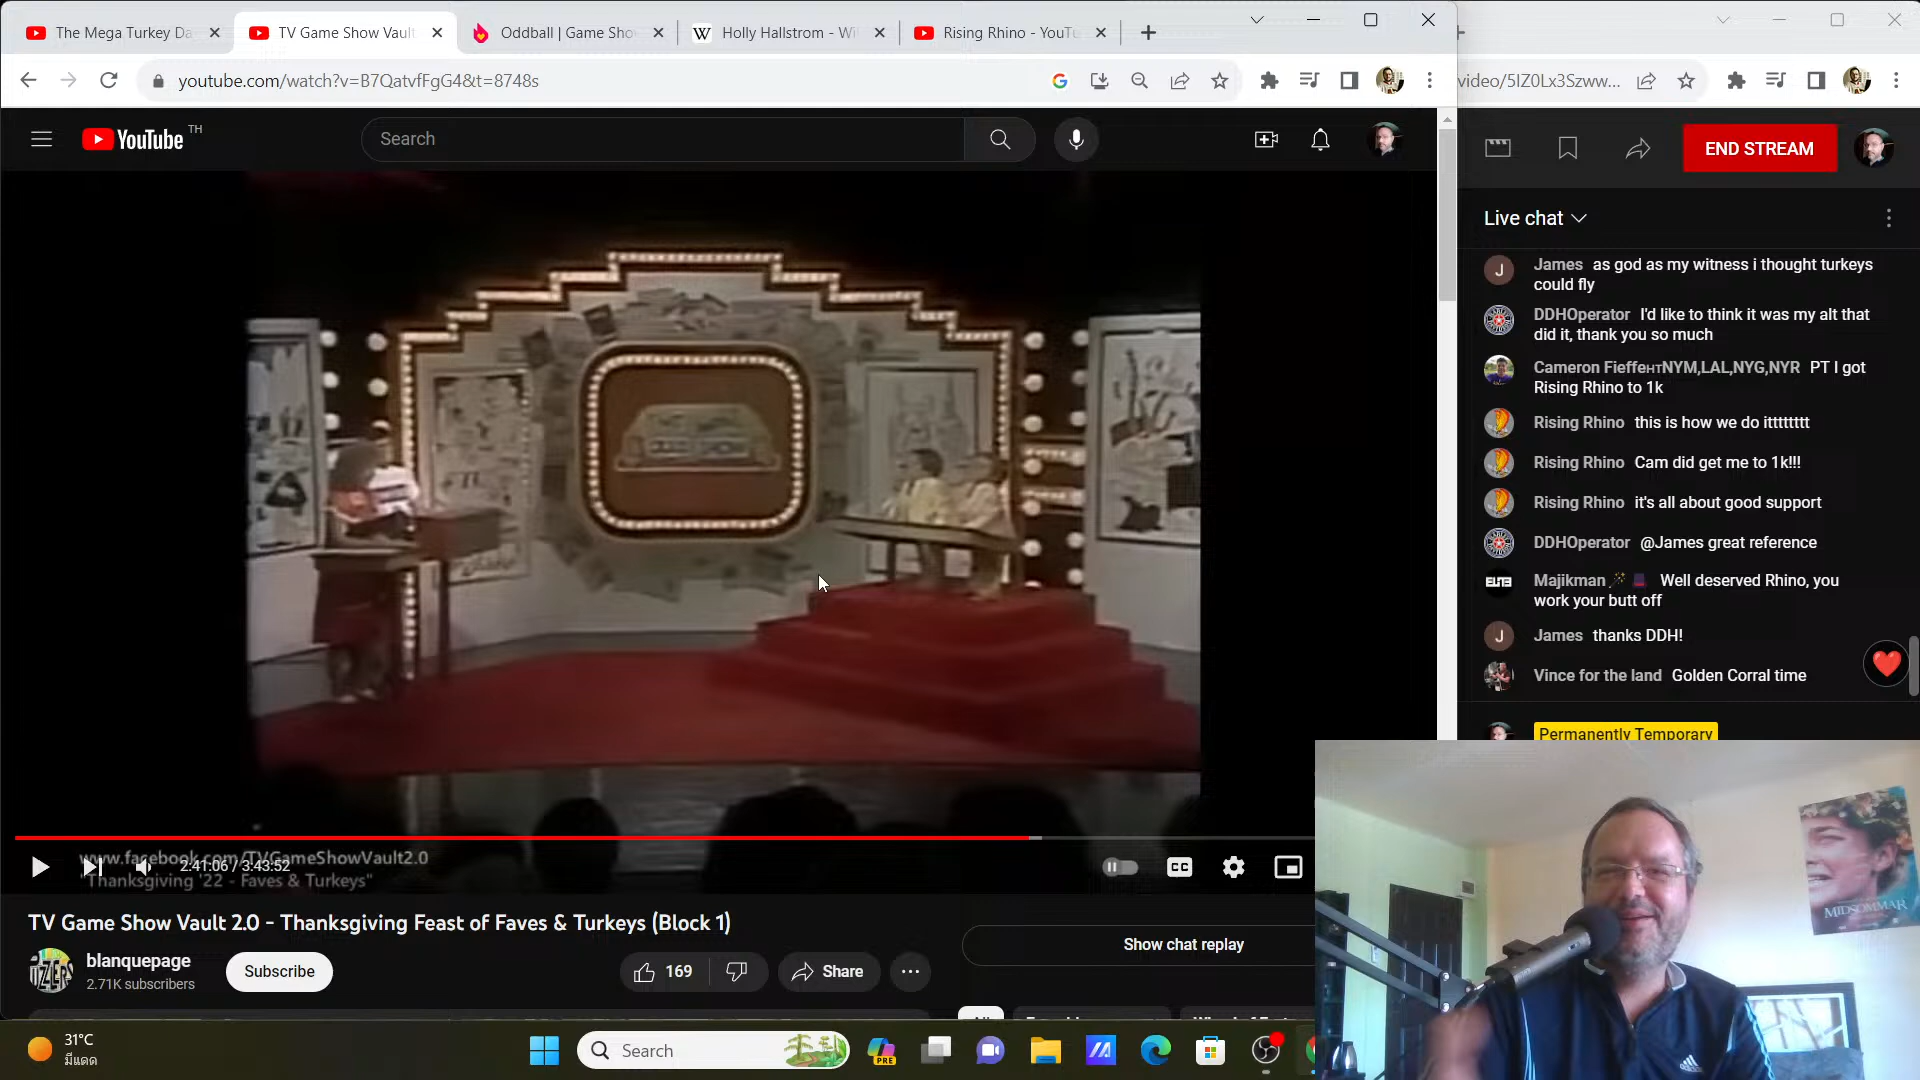 The Mega Turkey Da
TV Game Show Vault
Oddball | Game Sho
Holly Hallstrom - Wi
Rising Rhino - YouTu
youtube.com/watch?v=B7QatvfFgG4&t=8748s
video/5IZ0Lx3Szww...
YouTube TH
Search
END STREAM
Live chat
James as god as my witness i thought turkeys
could fly
DDHOperator I'd like to think it was my alt that
did it, thank you so much
Cameron FieffeнтNYM,LAL,NYG,NYR PT I got
Rising Rhino to 1k
Rising Rhino this is how we do itttttttt
Rising Rhino Cam did get me to 1k!!!
Rising Rhino it's all about good support
DDHOperator @James great reference
Majikman Well deserved Rhino, you
work your butt off
James thanks DDH!
Vince for the land Golden Corral time
Permanently Temporary
www.facebook.com/TVGameShowVault2.0
2:41:06 / 3:43:52
"Thanksgiving '22 - Faves & Turkeys"
CC
TV Game Show Vault 2.0 - Thanksgiving Feast of Faves & Turkeys (Block 1)
blanquepage
2.71K subscribers
Subscribe
169
Share
Show chat replay
MIDSOMMAR
31°C
มีแดด
Search
PRE